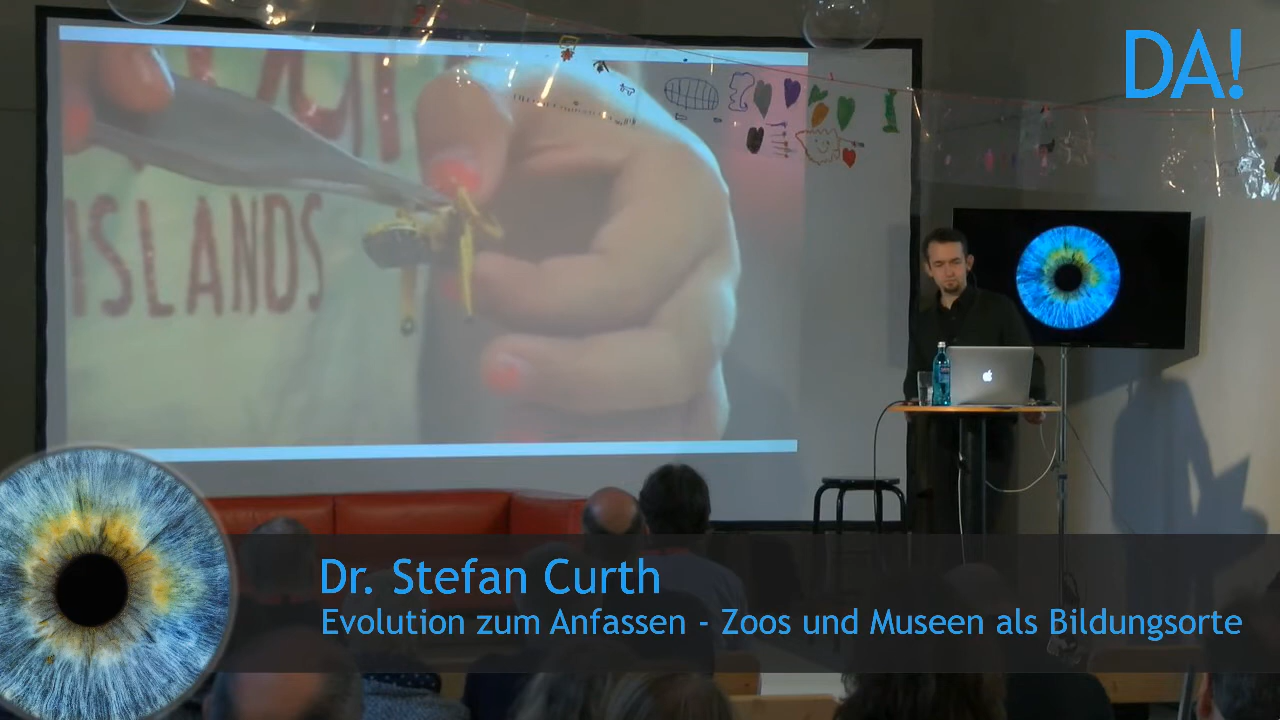 DA!
ISLANDS
Dr. Stefan Curth
Evolution zum Anfassen - Zoos und Museen als Bildungsorte